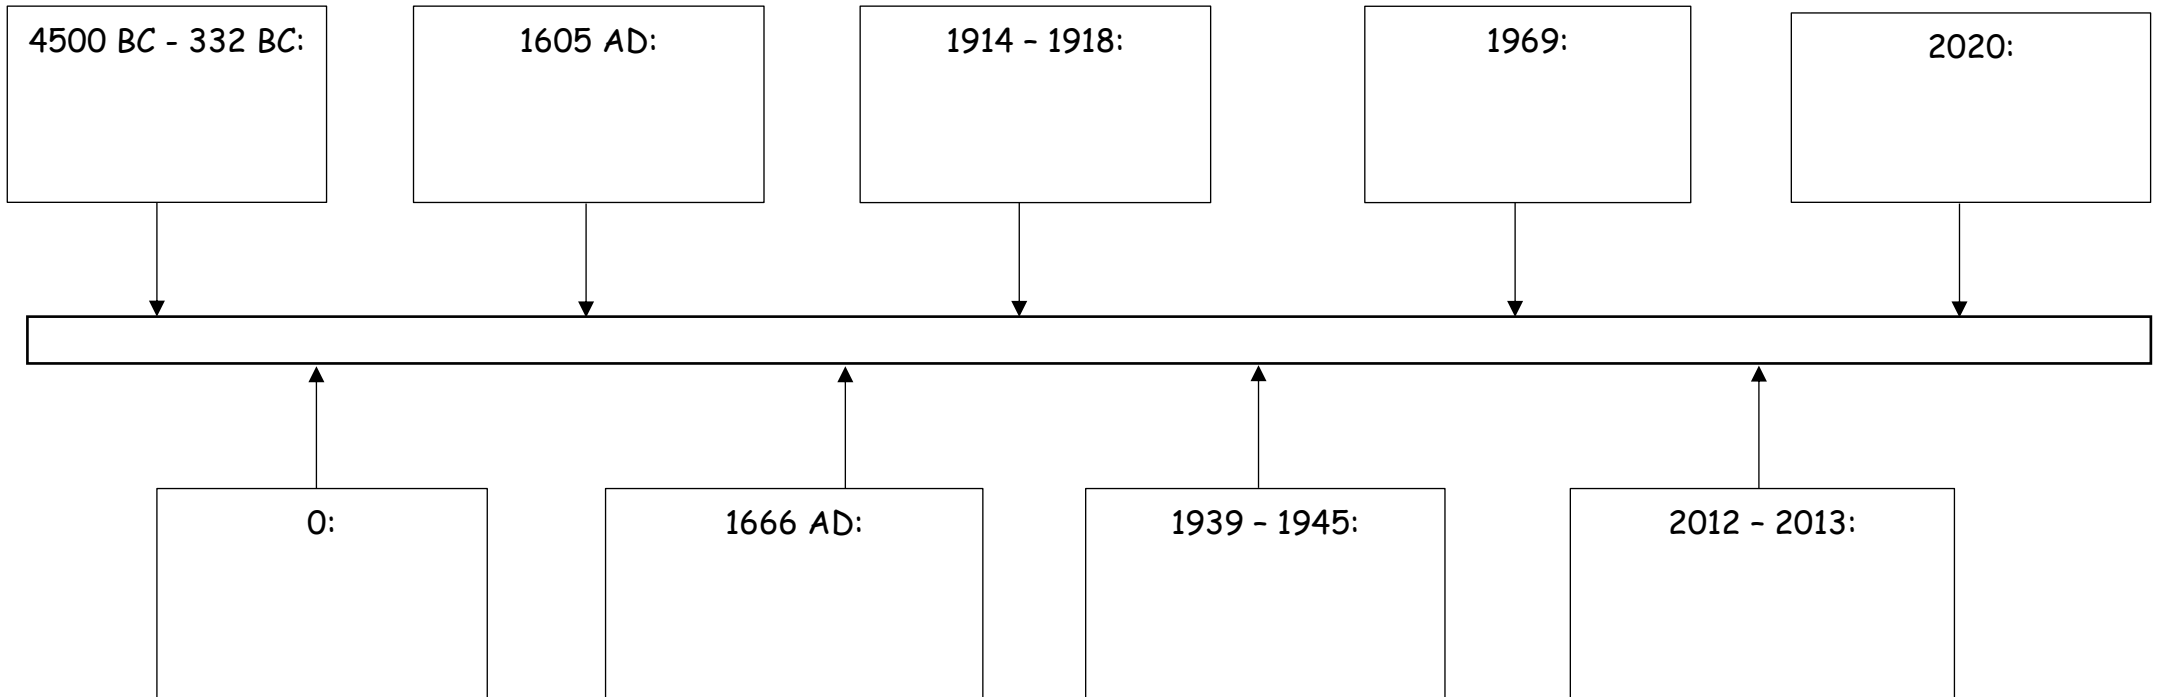 4500 BC - 332 BC:
1605 AD:
1914 – 1918:
1969:
2020:
0:
1666 AD:
1939 – 1945:
2012 – 2013: